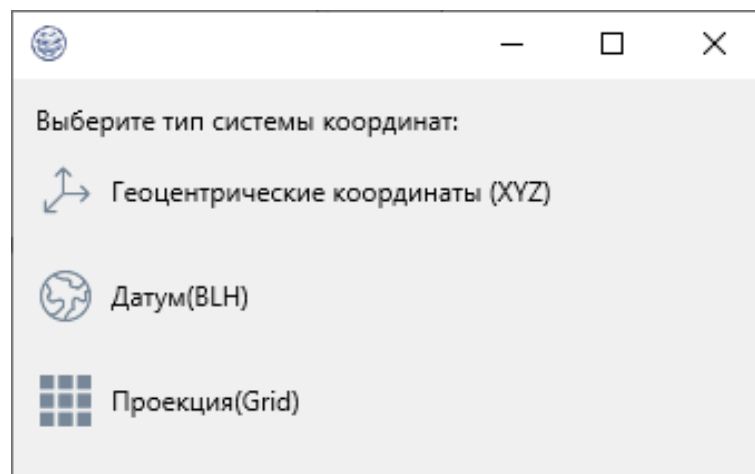 Выберите тип системы координат:
Геоцентрические координаты (XYZ)
Датум(BLH)
Проекция(Grid)